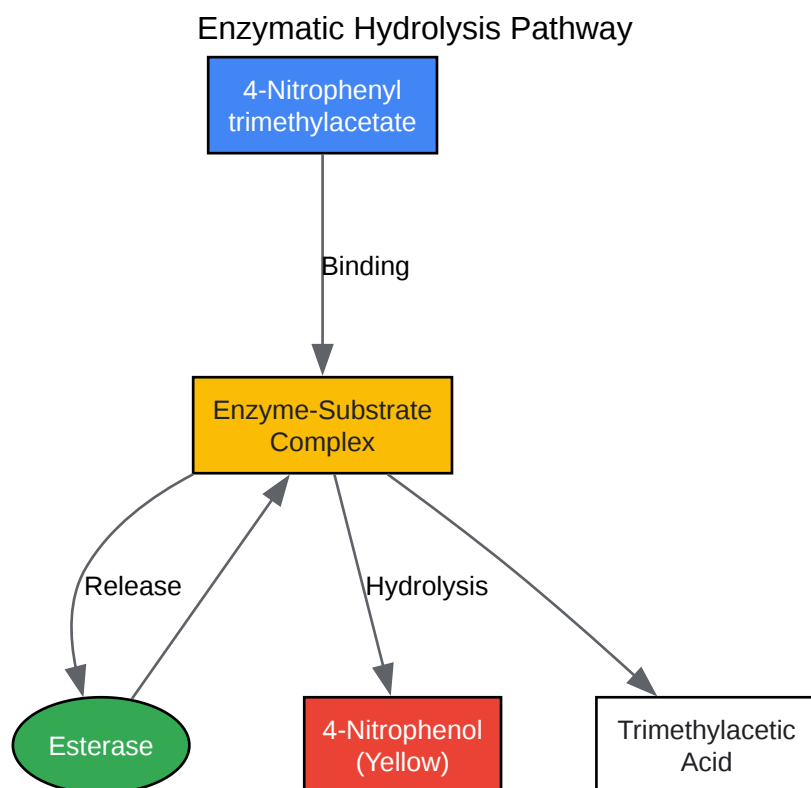 Enzymatic Hydrolysis Pathway
4-Nitrophenyl
trimethylacetate
Binding
Enzyme-Substrate
Complex
Release
Hydrolysis
Esterase
4-Nitrophenol
(Yellow)
Trimethylacetic
Acid